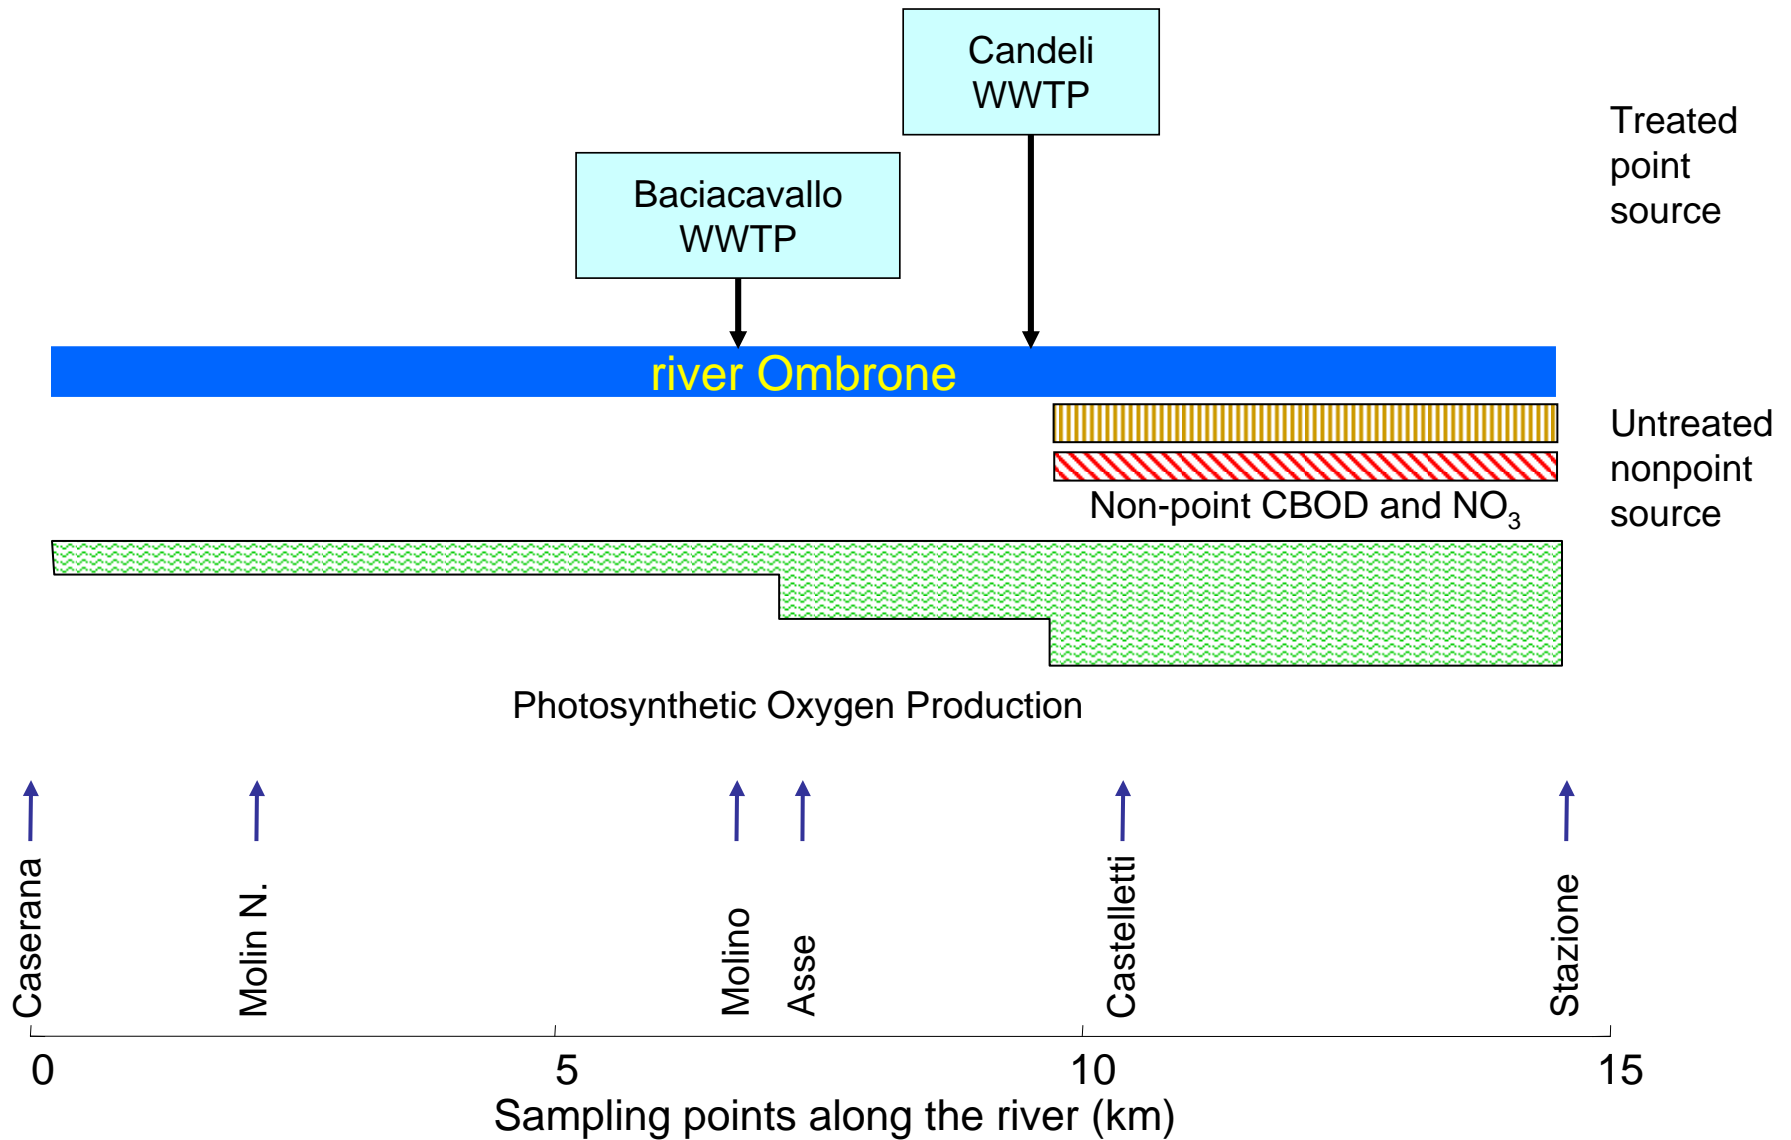 Candeli
WWTP
Treated
point
source
Baciacavallo
WWTP
river Ombrone
Untreated
nonpoint
source
Non-point CBOD and NO₃
Photosynthetic Oxygen Production
Caserana
Molin N.
Molino
Asse
Castelletti
Stazione
0 5 10 15
Sampling points along the river (km)